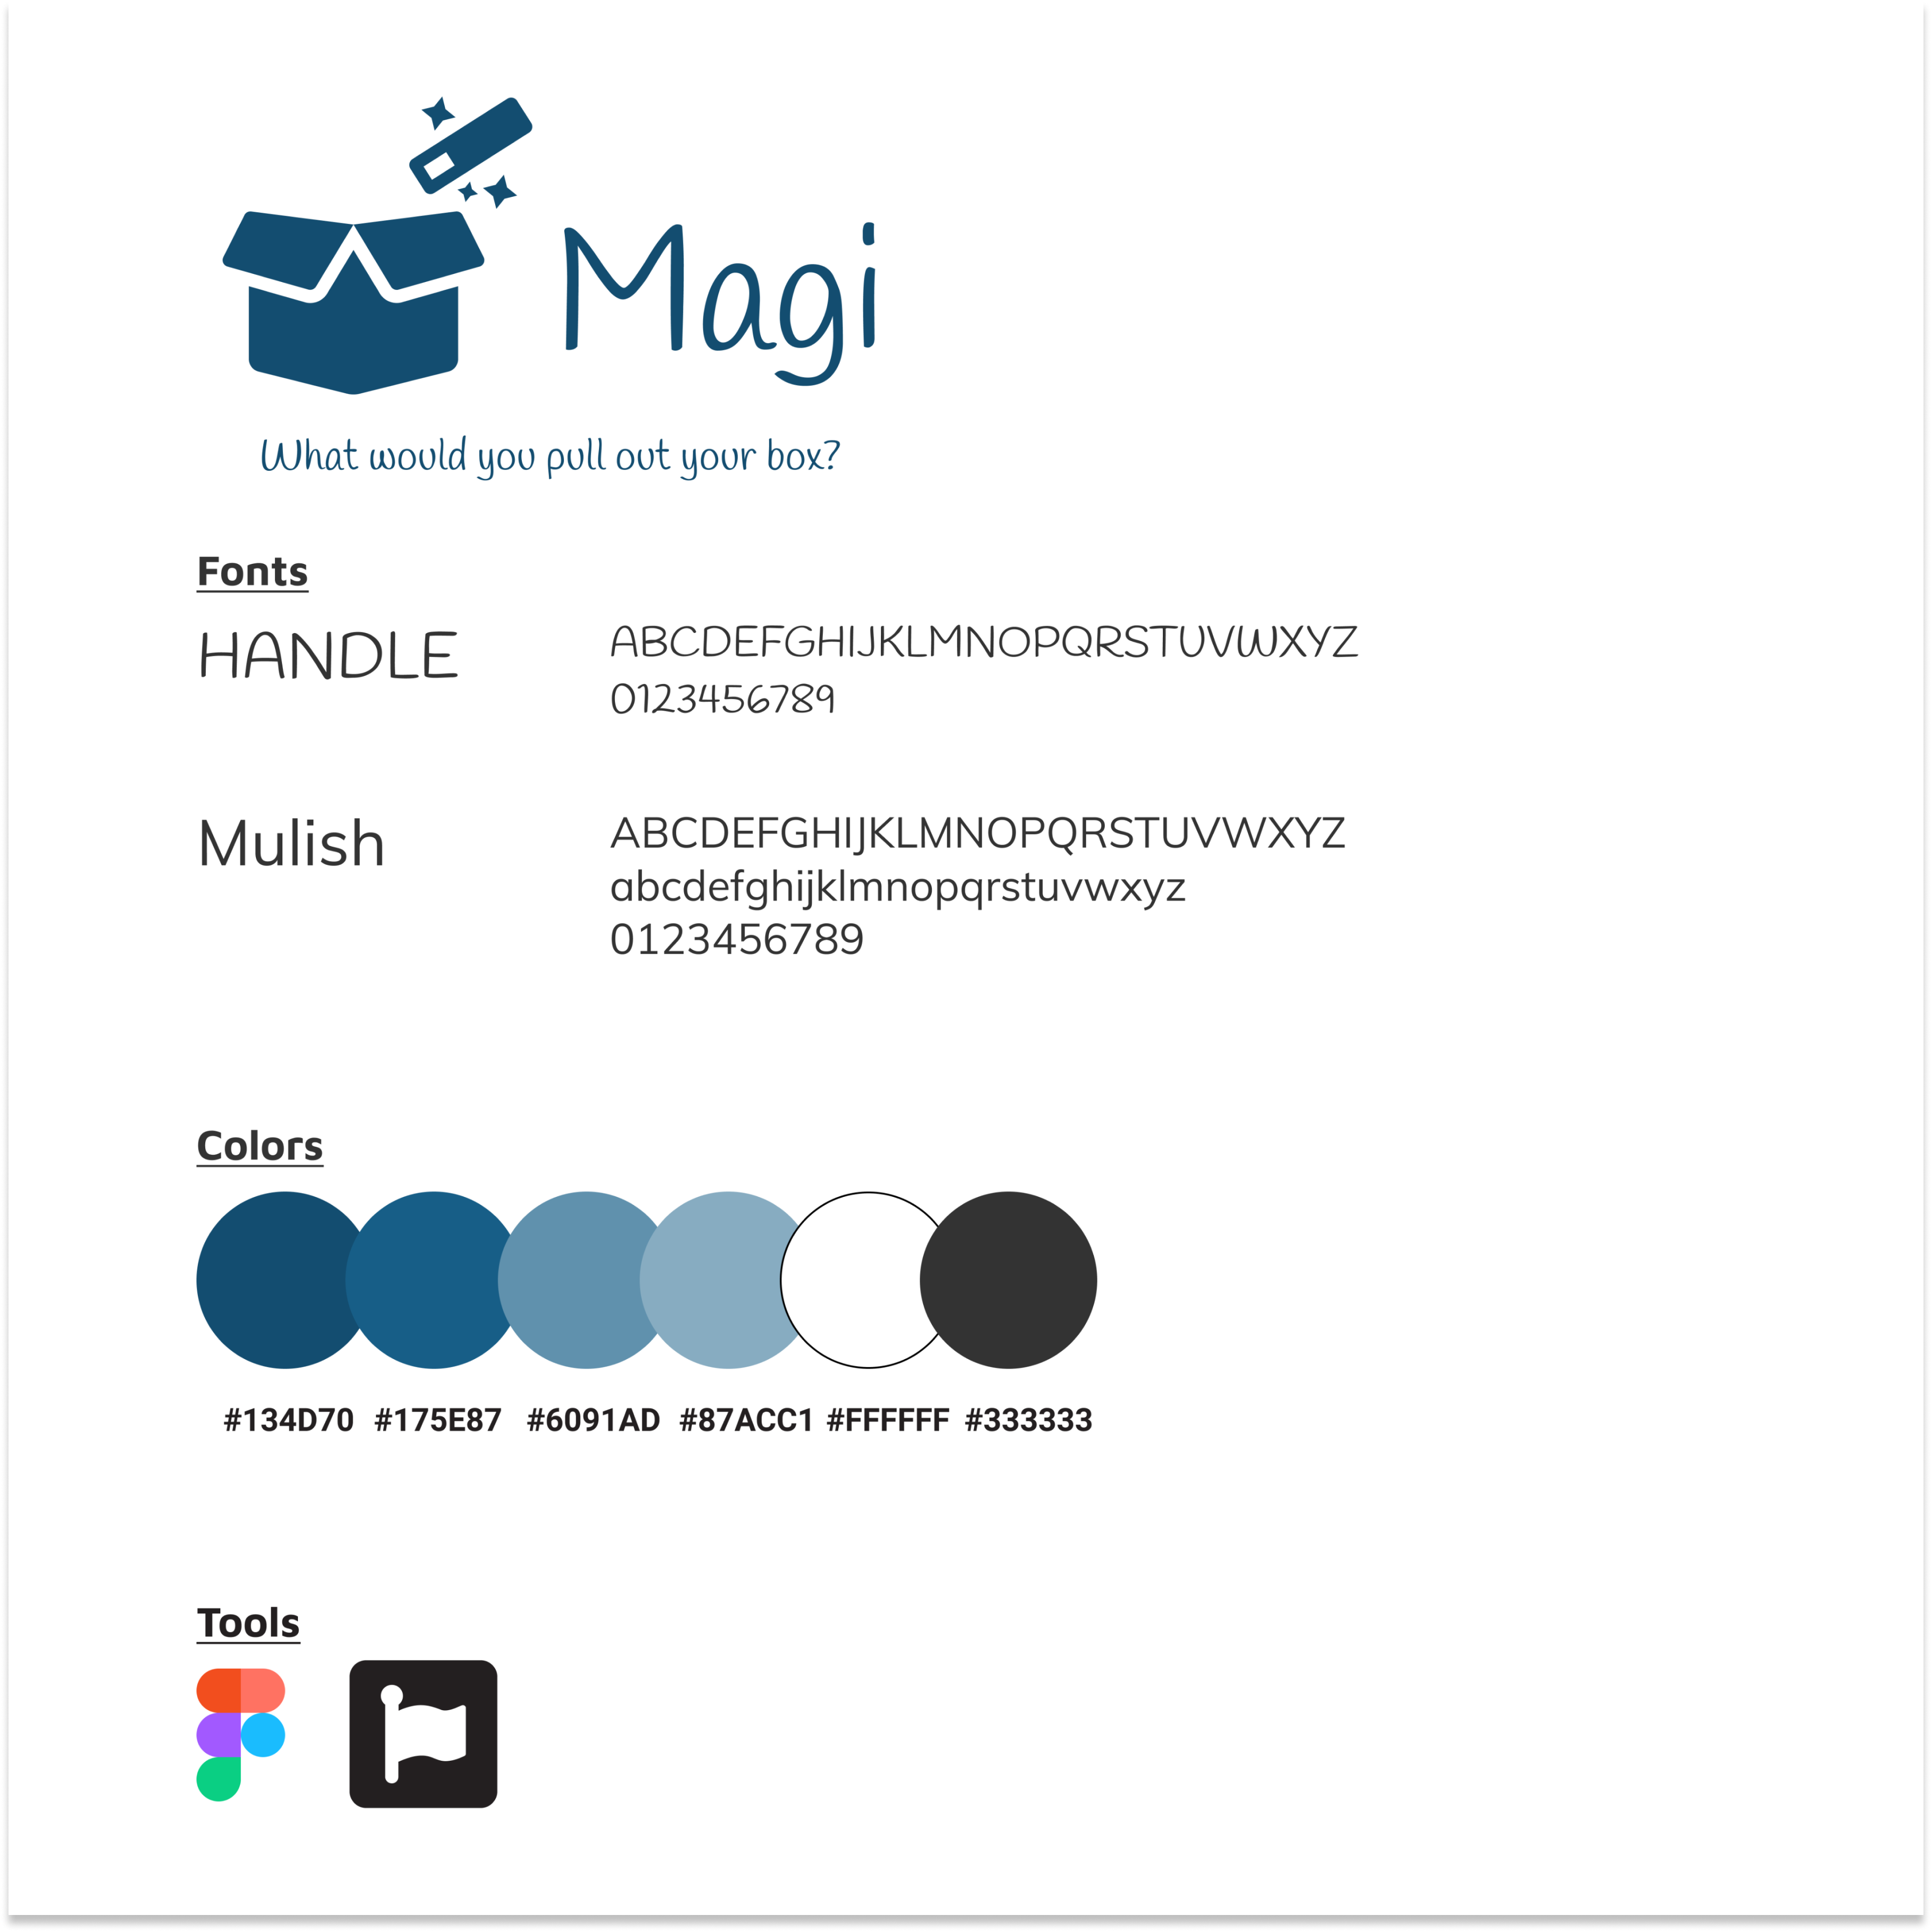 Magi
What would you pull out your box?
Fonts
HANDLE
ABCDEFGHIJKLMNOPQRSTUVWXYZ
0123456789
Mulish
ABCDEFGHIJKLMNOPQRSTUVWXYZ
abcdefghijklmnopqrstuvwxyz
0123456789
Colors
#134D70 #175E87 #6091AD #87ACC1 #FFFFFF #333333
Tools